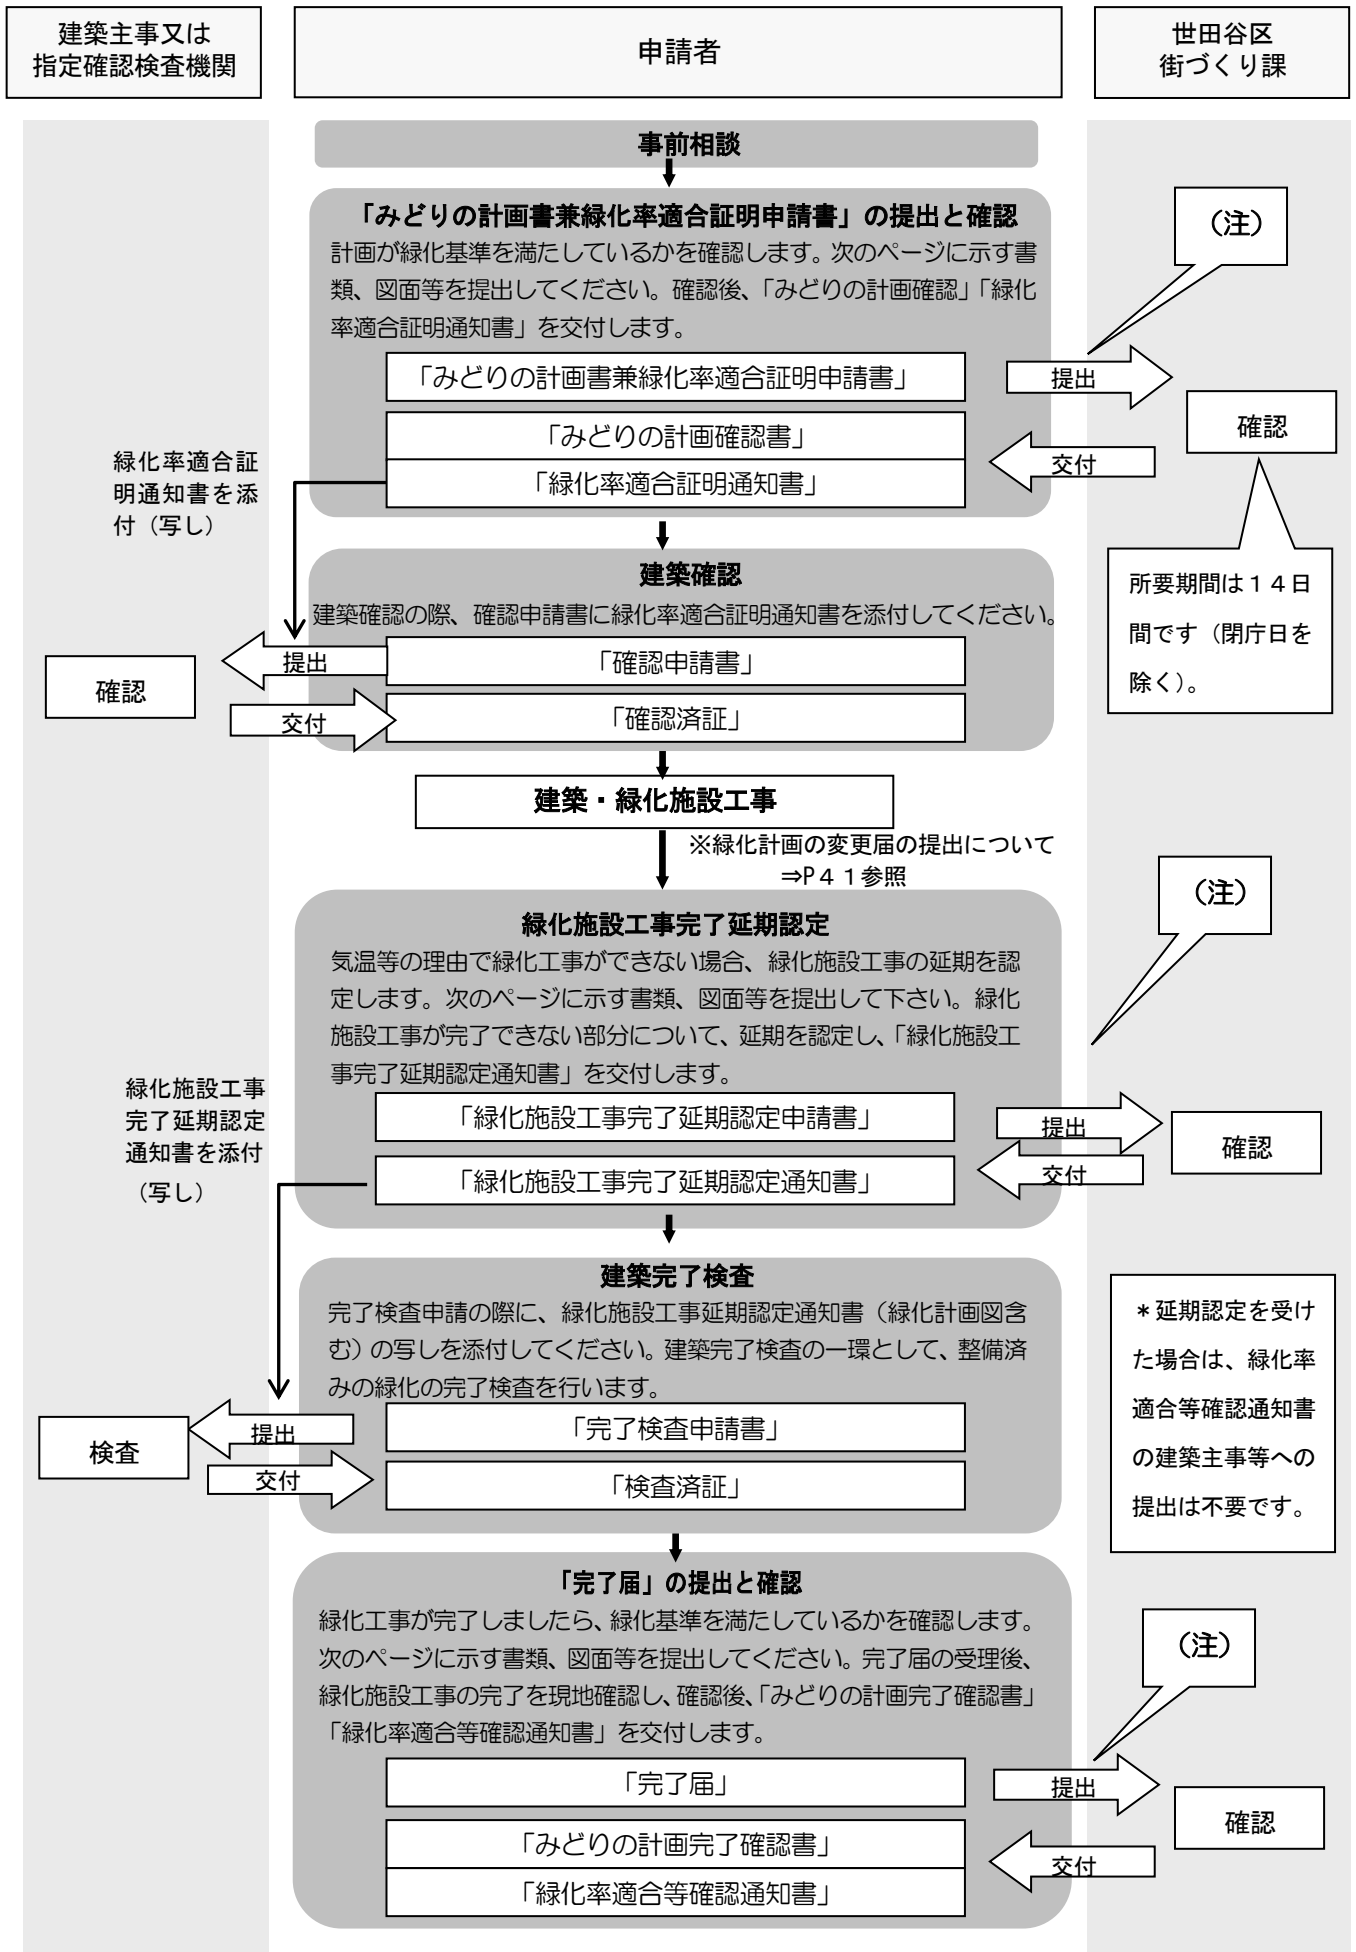 建築主事又は
指定確認検査機関
申請者
世田谷区
街づくり課
事前相談
「みどりの計画書兼緑化率適合証明申請書」の提出と確認
計画が緑化基準を満たしているかを確認します。次のページに示す書
類、図面等を提出してください。確認後、「みどりの計画確認」「緑化
率適合証明通知書」を交付します。
(注)
「みどりの計画書兼緑化率適合証明申請書」
提出
確認
「みどりの計画確認書」
交付
「緑化率適合証明通知書」
緑化率適合証
明通知書を添
付（写し）
所要期間は１４日
間です（閉庁日を
除く）。
建築確認
建築確認の際、確認申請書に緑化率適合証明通知書を添付してください。
確認
提出
「確認申請書」
交付
「確認済証」
建築・緑化施設工事
※緑化計画の変更届の提出について
⇒P４１参照
(注)
緑化施設工事完了延期認定
気温等の理由で緑化工事ができない場合、緑化施設工事の延期を認
定します。次のページに示す書類、図面等を提出して下さい。緑化
施設工事が完了できない部分について、延期を認定し、「緑化施設工
事完了延期認定通知書」を交付します。
緑化施設工事
完了延期認定
通知書を添付
（写し）
「緑化施設工事完了延期認定申請書」
提出
確認
「緑化施設工事完了延期認定通知書」
交付
建築完了検査
完了検査申請の際に、緑化施設工事延期認定通知書（緑化計画図含
む）の写しを添付してください。建築完了検査の一環として、整備済
みの緑化の完了検査を行います。
検査
提出
「完了検査申請書」
交付
「検査済証」
＊延期認定を受け
た場合は、緑化率
適合等確認通知書
の建築主事等への
提出は不要です。
「完了届」の提出と確認
緑化工事が完了しましたら、緑化基準を満たしているかを確認します。
次のページに示す書類、図面等を提出してください。完了届の受理後、
緑化施設工事の完了を現地確認し、確認後、「みどりの計画完了確認書」
「緑化率適合等確認通知書」を交付します。
(注)
「完了届」
提出
確認
「みどりの計画完了確認書」
交付
「緑化率適合等確認通知書」